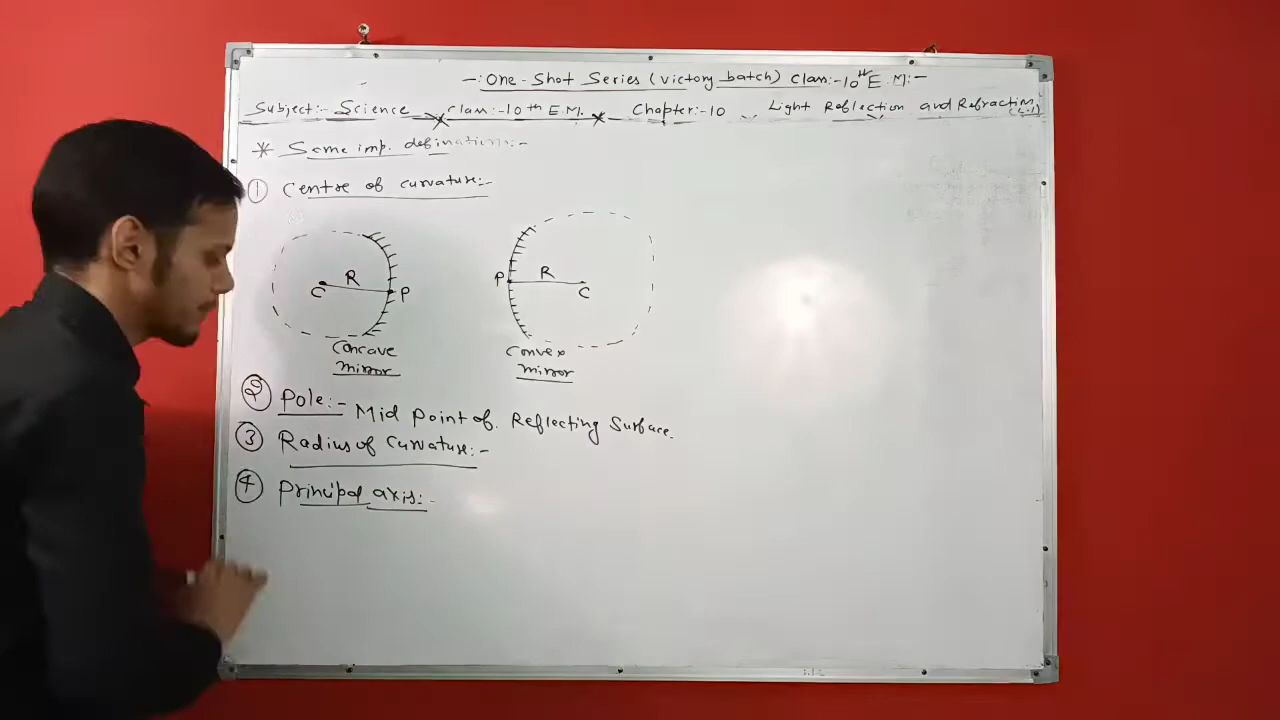 -: One-Shot Series (Victory batch) Class:-10th E.M:-
Subject:- Science Class:-10th E.M. Chapter:-10 Light Reflection and Refraction (L-1)
* Some imp. definations:-
① Centre of curvature:-
R
C
P
P
R
C
Concave
mirror
Convex
mirror
② Pole:- Mid point of. Reflecting Surface.
③ Radius of Curvature:-
④ Principal axis:-